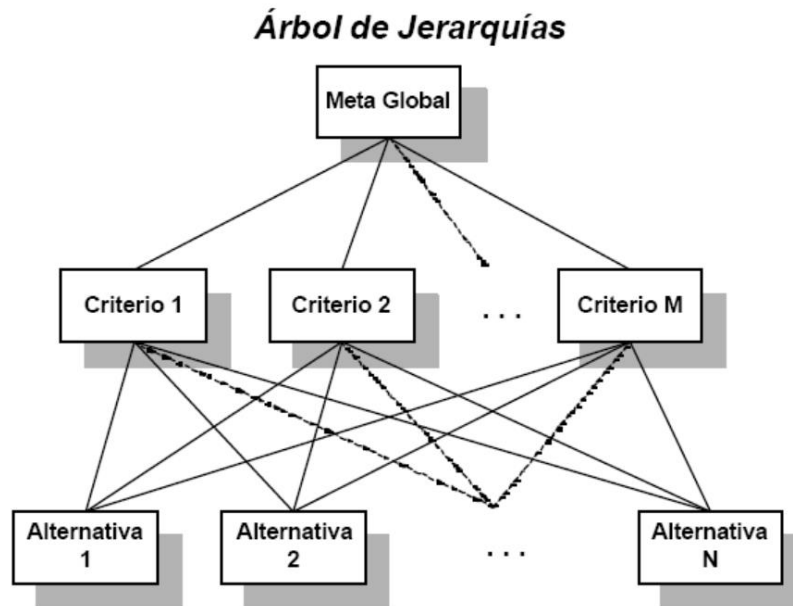 Árbol de Jerarquías
Meta Global
Criterio 1
Criterio 2
. . .
Criterio M
Alternativa
1
Alternativa
2
. . .
Alternativa
N